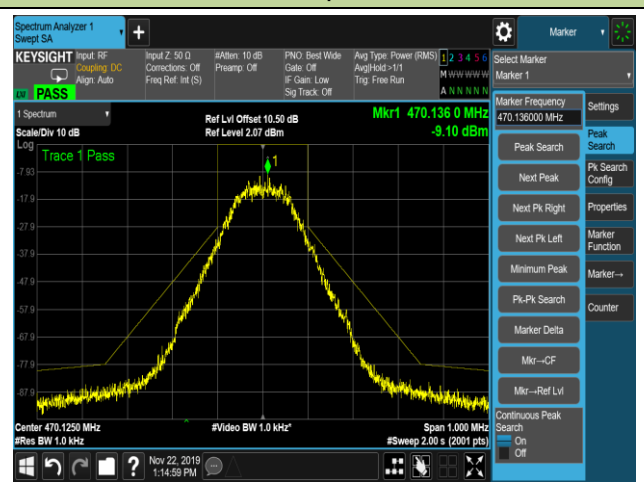 Spectrum Analyzer 1
Swept SA
+
Marker
KEYSIGHT
Input: RF
Coupling: DC
Align: Auto
Input Z: 50 Ω
Corrections: Off
Freq Ref: Int (S)
#Atten: 10 dB
Preamp: Off
PNO: Best Wide
Gate: Off
IF Gain: Low
Sig Track: Off
Avg Type: Power (RMS)
Avg|Hold:>1/1
Trig: Free Run
1 2 3 4 5 6
M W W W W W
A N N N N N
PASS
Select Marker
Marker 1
1 Spectrum
Scale/Div 10 dB
Log
Ref Lvl Offset 10.50 dB
Ref Level 2.07 dBm
Mkr1 470.136 0 MHz
-9.10 dBm
Trace 1 Pass
1
-7.93
-17.9
-27.9
-37.9
-47.9
-57.9
-67.9
-77.9
-87.9
Center 470.1250 MHz
#Res BW 1.0 kHz
#Video BW 1.0 kHz*
Span 1.000 MHz
#Sweep 2.00 s (2001 pts)
Marker Frequency
470.136000 MHz
Peak Search
Next Peak
Next Pk Right
Next Pk Left
Minimum Peak
Pk-Pk Search
Marker Delta
Mkr→CF
Mkr→Ref Lvl
Continuous Peak
Search
On
Off
Settings
Peak
Search
Pk Search
Config
Properties
Marker
Function
Marker→
Counter
?
Nov 22, 2019
1:14:59 PM